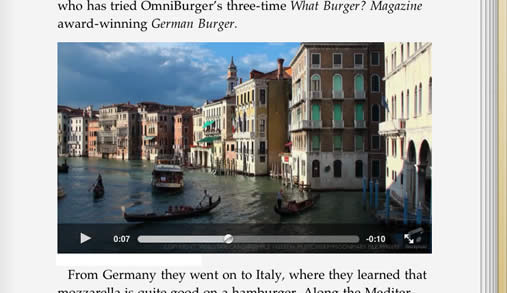 who has tried OmniBurger's three-time What Burger? Magazine
award-winning German Burger.
0:07
-0:10
From Germany they went on to Italy, where they learned that
mozzarella is quite good on a hamburger. Along the Mediter-